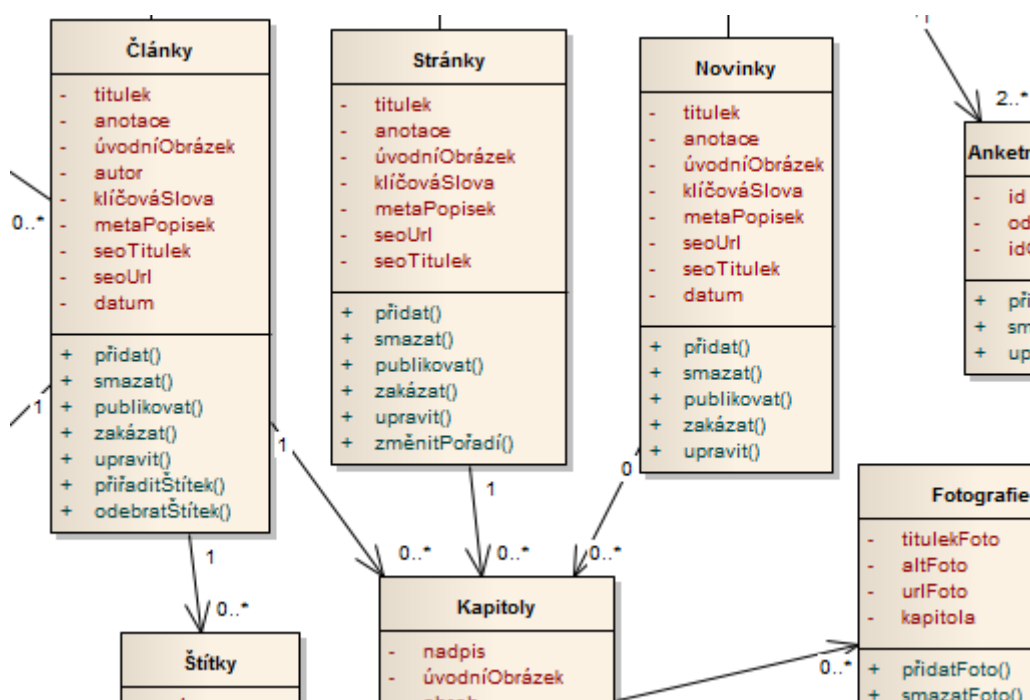 Články
- titulek
- anotace
- úvodníObrázek
- autor
- klíčováSlova
- metaPopisek
- seoTitulek
- seoUrl
- datum
+ přidat()
+ smazat()
+ publikovat()
+ zakázat()
+ upravit()
+ přiřaditŠtítek()
+ odebratŠtítek()
Stránky
- titulek
- anotace
- úvodníObrázek
- klíčováSlova
- metaPopisek
- seoUrl
- seoTitulek
+ přidat()
+ smazat()
+ publikovat()
+ zakázat()
+ upravit()
+ změnitPořadí()
Novinky
- titulek
- anotace
- úvodníObrázek
- klíčováSlova
- metaPopisek
- seoUrl
- seoTitulek
- datum
+ přidat()
+ smazat()
+ publikovat()
+ zakázat()
+ upravit()
2..*
- id
0..*
1
1
1
0
1
0..*
0..*
0..*
0..*
Štítky
Kapitoly
- nadpis
- úvodníObrázek
0..*
Fotografie
- titulekFoto
- altFoto
- urlFoto
- kapitola
+ přidatFoto()
+ smazatFoto()